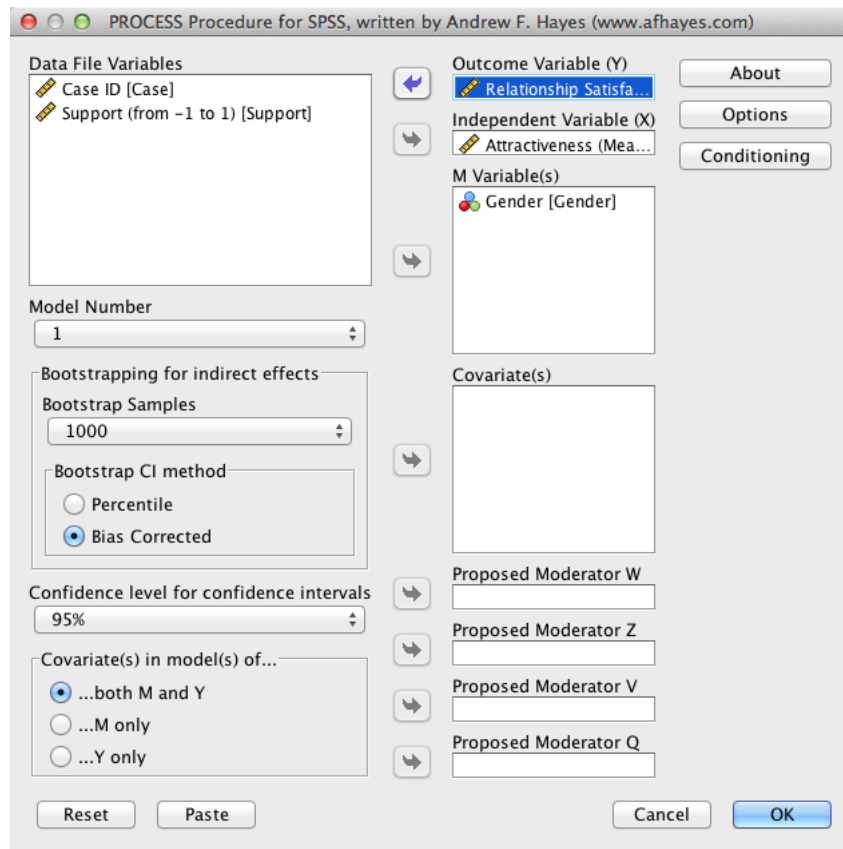 PROCESS Procedure for SPSS, written by Andrew F. Hayes (www.afhayes.com)
Data File Variables
Case ID [Case]
Support (from -1 to 1) [Support]
Model Number
1
Bootstrapping for indirect effects
Bootstrap Samples
1000
Bootstrap CI method
Percentile
Bias Corrected
Confidence level for confidence intervals
95%
Covariate(s) in model(s) of...
...both M and Y
...M only
...Y only
Outcome Variable (Y)
Relationship Satisfa...
Independent Variable (X)
Attractiveness (Mea...
M Variable(s)
Gender [Gender]
Covariate(s)
Proposed Moderator W
Proposed Moderator Z
Proposed Moderator V
Proposed Moderator Q
About
Options
Conditioning
Reset
Paste
Cancel
OK